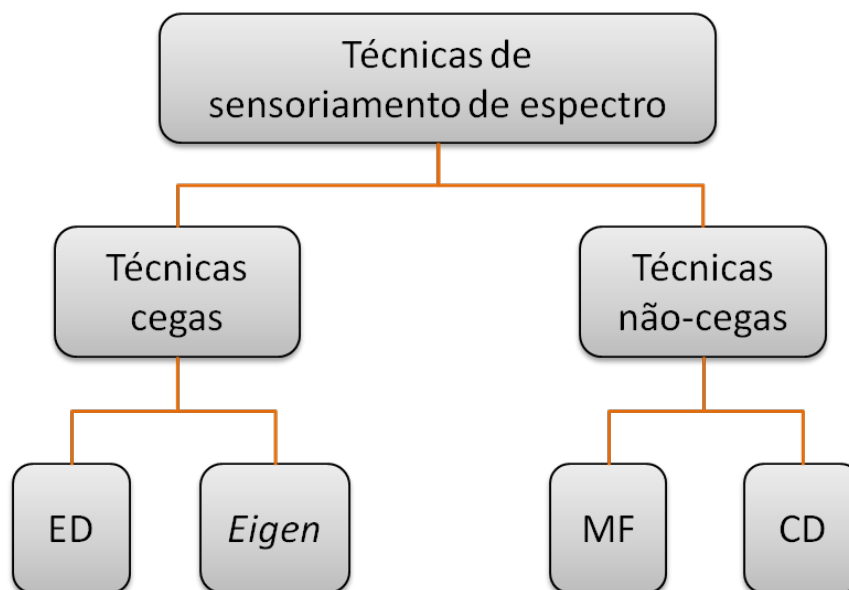 Técnicas de
sensoriamento de espectro
Técnicas
cegas
Técnicas
não-cegas
ED
Eigen
MF
CD